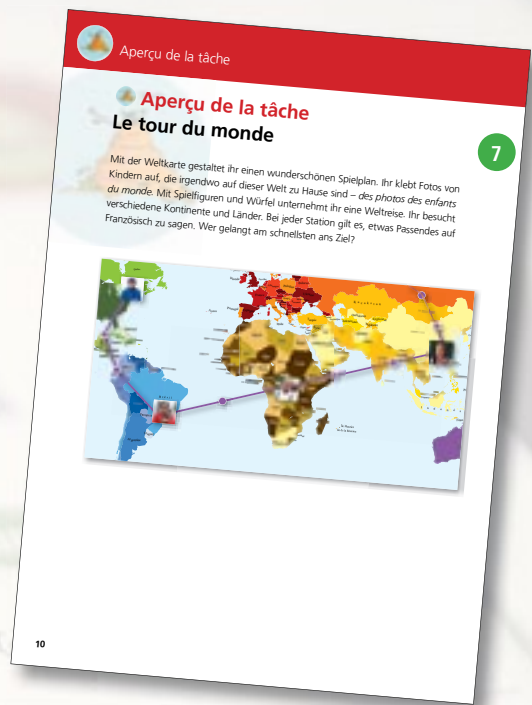 Aperçu de la tâche
Aperçu de la tâche
Le tour du monde
7
Mit der Weltkarte gestaltet ihr einen wunderschönen Spielplan. Ihr klebt Fotos von
Kindern auf, die irgendwo auf dieser Welt zu Hause sind – des photos des enfants
du monde. Mit Spielfiguren und Würfel unternehmt ihr eine Weltreise. Ihr besucht
verschiedene Kontinente und Länder. Bei jeder Station gilt es, etwas Passendes auf
Französisch zu sagen. Wer gelangt am schnellsten ans Ziel?
10